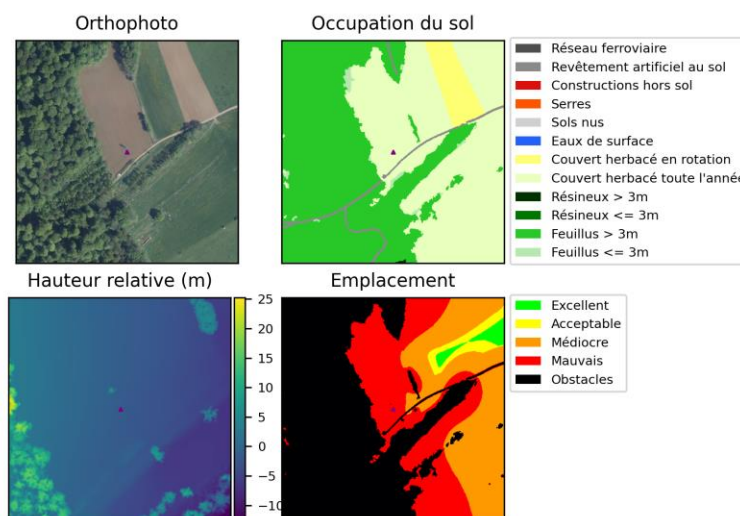 Orthophoto
Occupation du sol
Réseau ferroviaire
Revêtement artificiel au sol
Constructions hors sol
Serres
Sols nus
Eaux de surface
Couvert herbacé en rotation
Couvert herbacé toute l'année
Résineux > 3m
Résineux <= 3m
Feuillus > 3m
Feuillus <= 3m
Hauteur relative (m)
25
20
15
10
5
0
−5
−10
Emplacement
Excellent
Acceptable
Médiocre
Mauvais
Obstacles